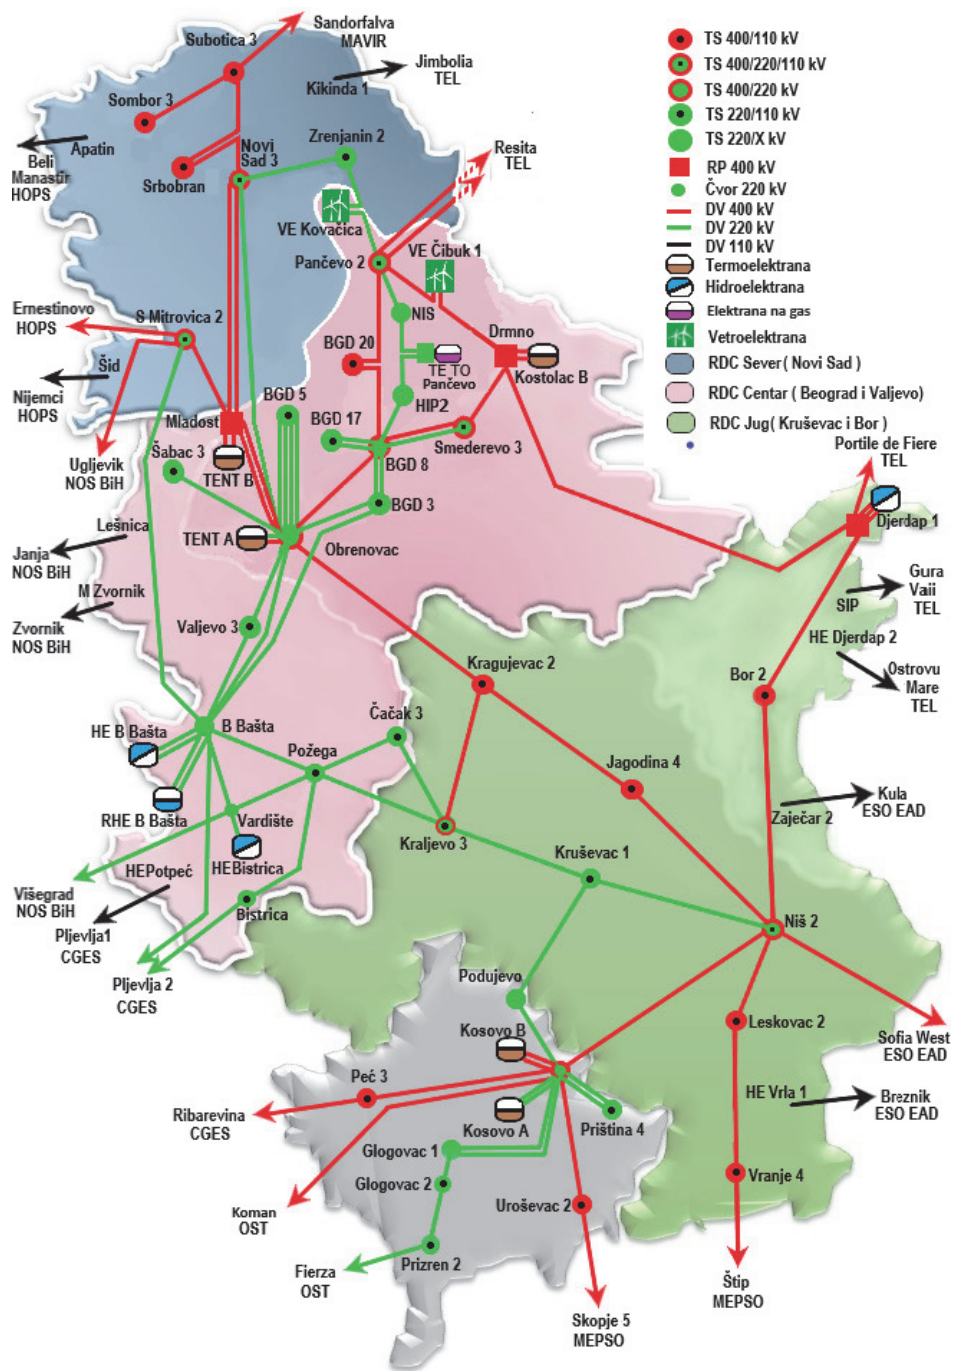 Sandorfalva
MAVIR
Subotica 3
Jimbolia
TEL
Kikinda 1
Sombor 3
Apatin
Beli
Manastir
HOPS
Srbobran
Novi
Sad 3
Zrenjanin 2
Resita
TEL
VE Kovačica
Pančevo 2
VE Čibuk 1
NIS
Drmno
Kostolac B
TE TO
Pančevo
HIP2
BGD 20
BGD 17
BGD 5
BGD 8
BGD 3
Smederevo 3
Ernestinovo
HOPS
S Mitrovica 2
Šid
Nijemci
HOPS
Mladost
TENT B
Šabac 3
Ugljevik
NOS BiH
Lešnica
Janja
NOS BiH
TENT A
Obrenovac
M Zvornik
Zvornik
NOS BiH
Valjevo 3
TS 400/110 kV
TS 400/220/110 kV
TS 400/220 kV
TS 220/110 kV
TS 220/X kV
RP 400 kV
Čvor 220 kV
DV 400 kV
DV 220 kV
DV 110 kV
Termoelektrana
Hidroelektrana
Elektrana na gas
Vetroelektrana
RDC Sever( Novi Sad )
RDC Centar ( Beograd i Valjevo)
RDC Jug( Kruševac i Bor )
Portile de Fiere
TEL
Djerdap 1
Gura
Vaii
TEL
SIP
HE Djerdap 2
Ostrovu
Mare
TEL
Bor 2
Kragujevac 2
Čačak 3
HE B Bašta
B Bašta
Požega
Jagodina 4
Kula
ESO EAD
Zaječar 2
RHE B Bašta
Vardište
HEBistrica
Kraljevo 3
Kruševac 1
HEPotpeć
Višegrad
NOS BiH
Bistrica
Pljevlja1
CGES
Pljevlja 2
CGES
Niš 2
Podujevo
Kosovo B
Leskovac 2
Sofia West
ESO EAD
Peć 3
Ribarevina
CGES
Kosovo A
Priština 4
HE Vrla 1
Breznik
ESO EAD
Glogovac 1
Glogovac 2
Koman
OST
Uroševac 2
Vranje 4
Prizren 2
Fierza
OST
Skopje 5
MEPSO
Štip
MEPSO